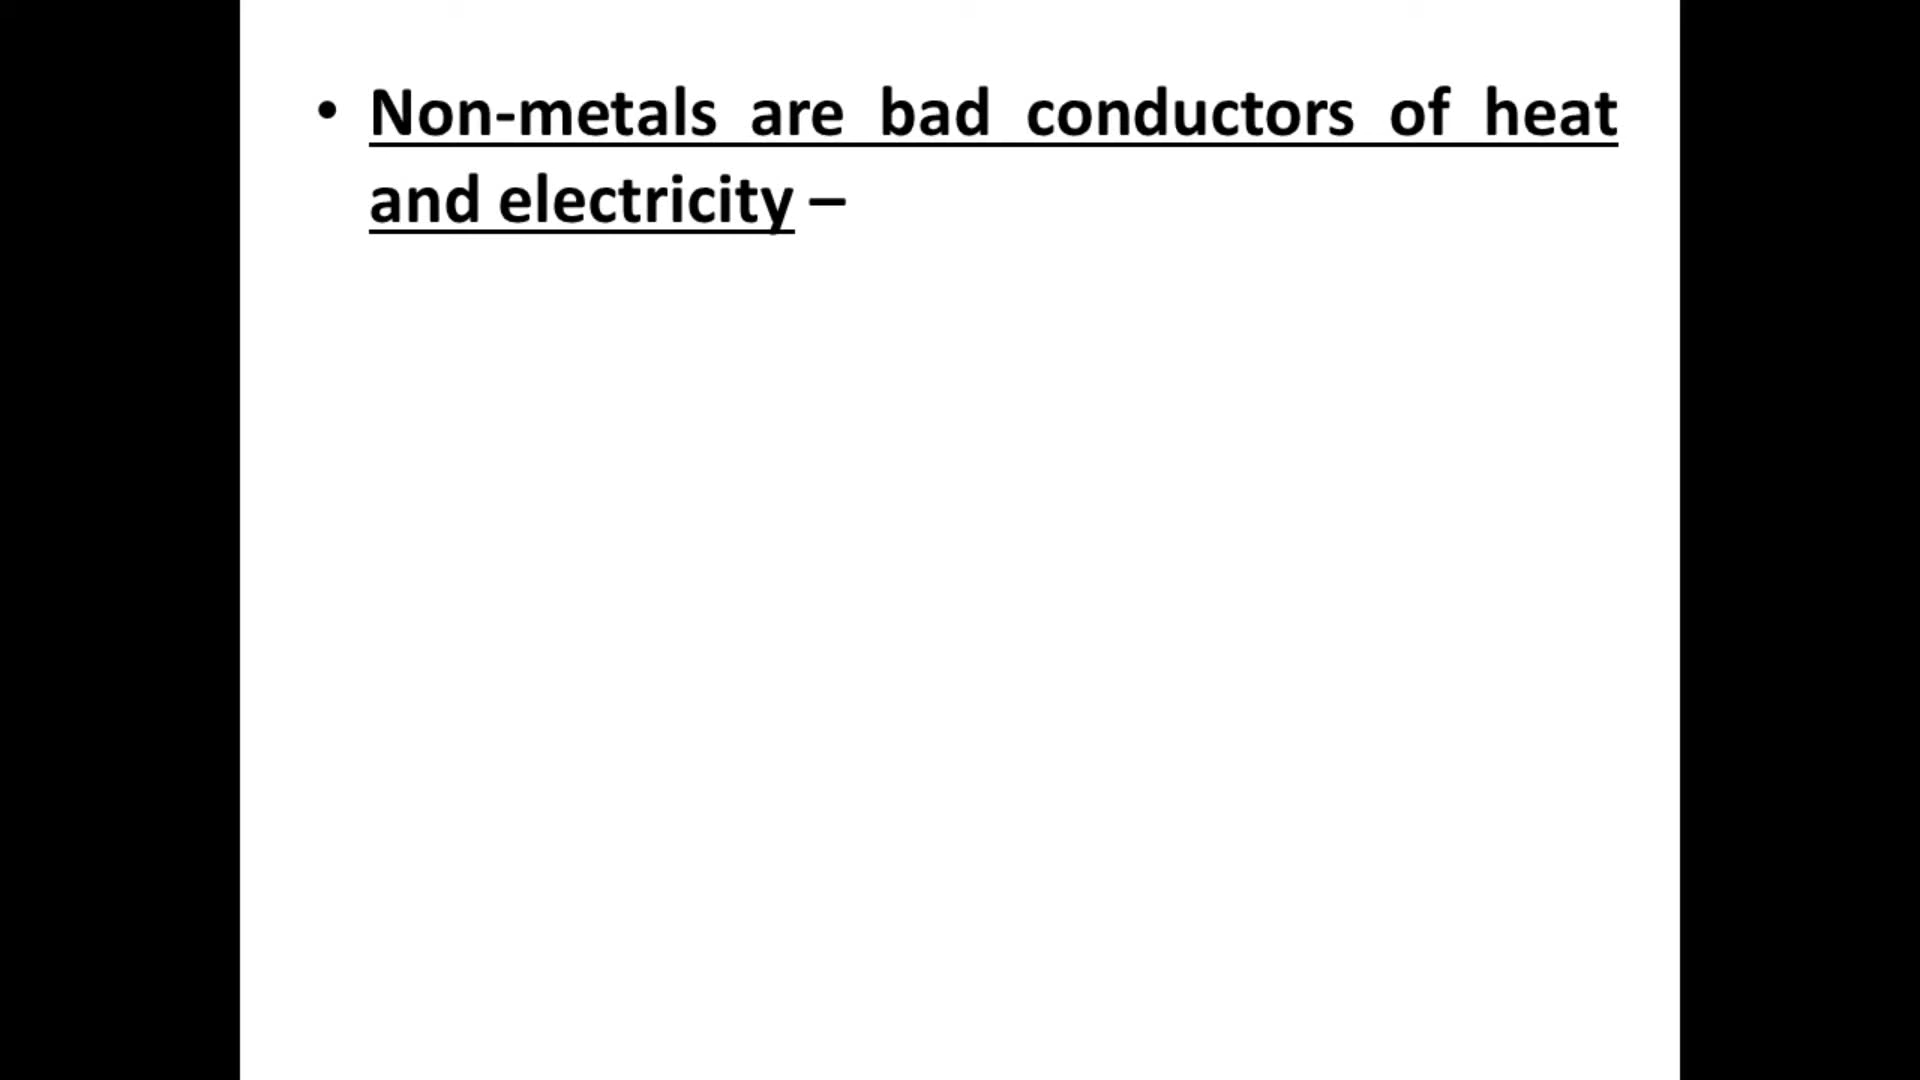 • Non-metals are bad conductors of heat
and electricity –